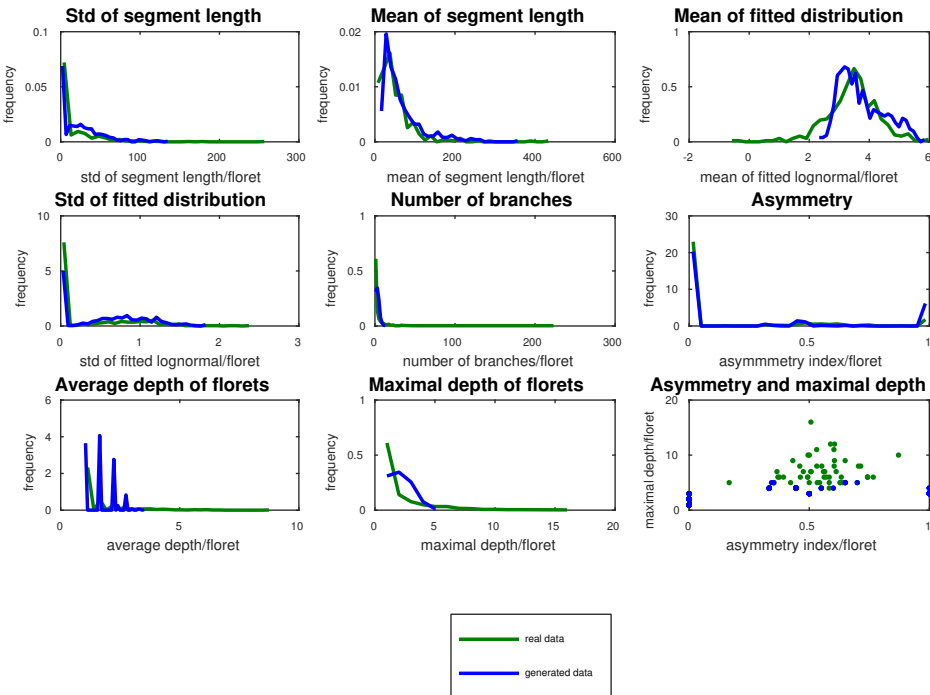 Std of segment length
0.1
0.05
0
frequency
0 100 200 300
std of segment length/floret
Mean of segment length
0.02
0.01
0
frequency
0 200 400 600
mean of segment length/floret
Mean of fitted distribution
1
0.5
0
frequency
-2 0 2 4 6
mean of fitted lognormal/floret
Std of fitted distribution
10
5
0
frequency
0 1 2 3
std of fitted lognormal/floret
Number of branches
1
0.5
0
frequency
0 100 200 300
number of branches/floret
Asymmetry
30
20
10
0
frequency
0 0.5 1
asymmmetry index/floret
Average depth of florets
6
4
2
0
frequency
0 5 10
average depth/floret
Maximal depth of florets
1
0.5
0
frequency
0 5 10 15 20
maximal depth/floret
Asymmetry and maximal depth
20
10
0
maximal depth/floret
0 0.5 1
asymmetry index/floret
real data
generated data